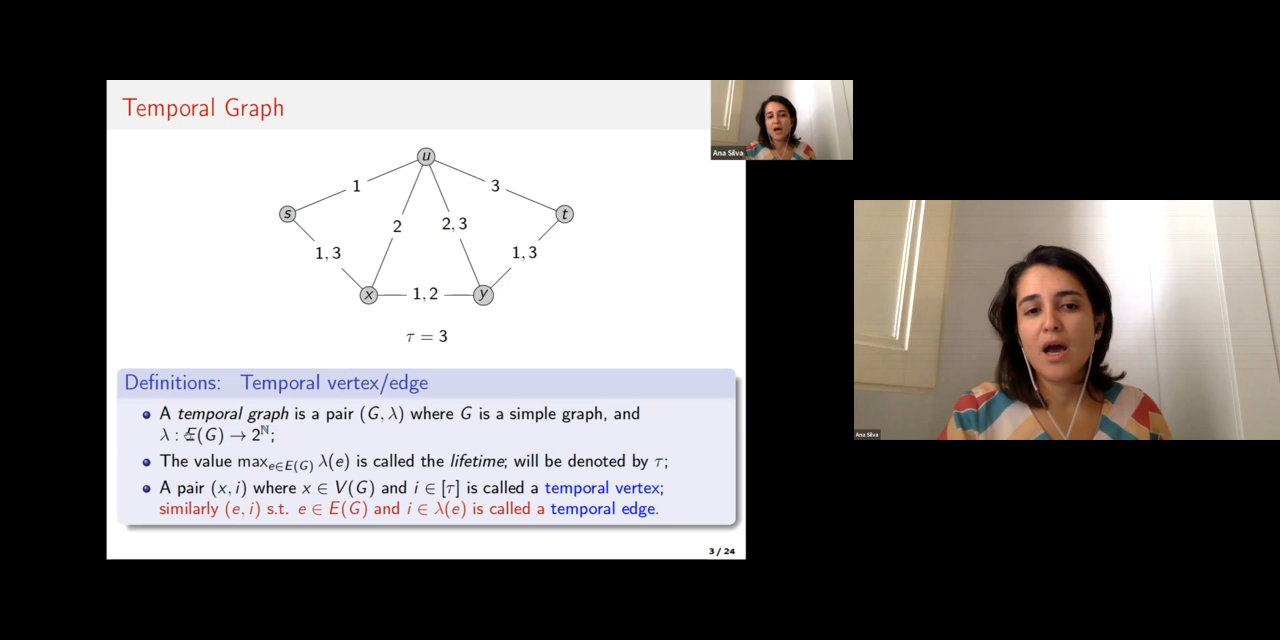 Temporal Graph
Ana Silva
u
1
3
s
t
2
2, 3
1, 3
1, 3
x
1, 2
y
τ = 3
Definitions: Temporal vertex/edge
A temporal graph is a pair (G, λ) where G is a simple graph, and
λ : E(G) → 2^ℕ;
The value max_{e∈E(G)} λ(e) is called the lifetime; will be denoted by τ;
A pair (x, i) where x ∈ V(G) and i ∈ [τ] is called a temporal vertex;
similarly (e, i) s.t. e ∈ E(G) and i ∈ λ(e) is called a temporal edge.
3 / 24
Ana Silva